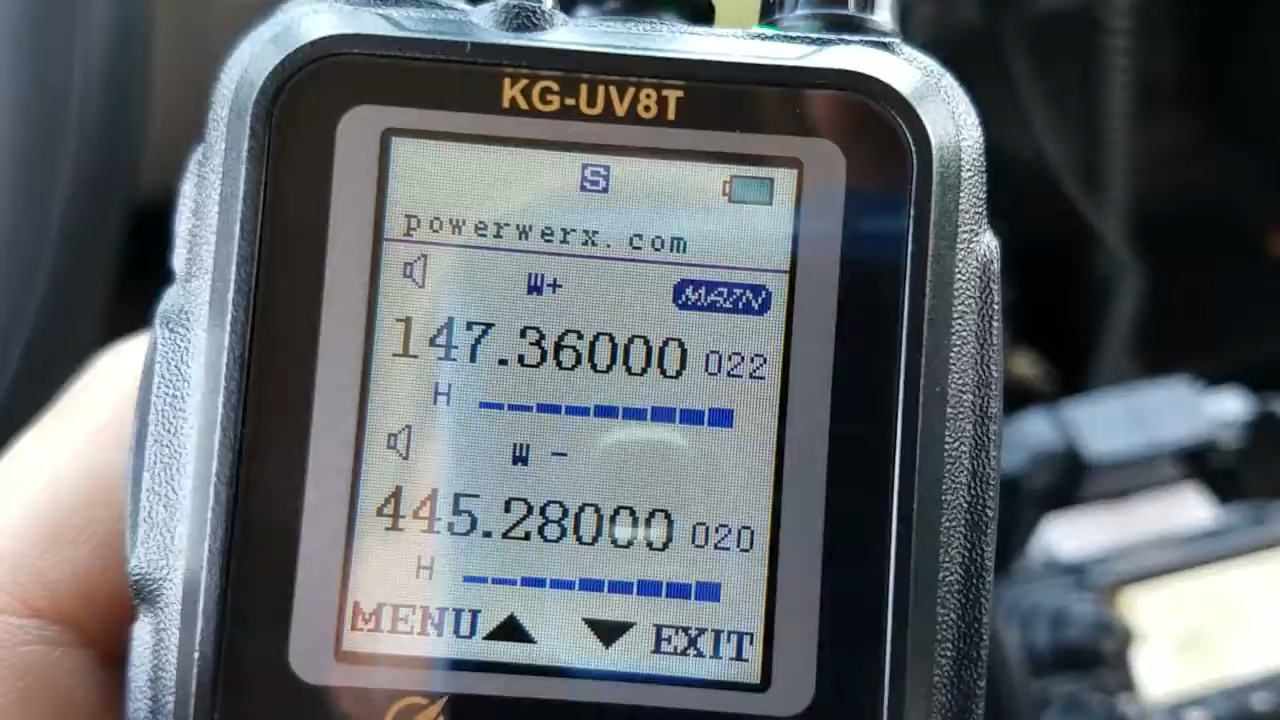 KG-UV8T
S
powerwerx.com
W+ MAIN
147.36000 022
H
W -
445.28000 020
H
MENU EXIT